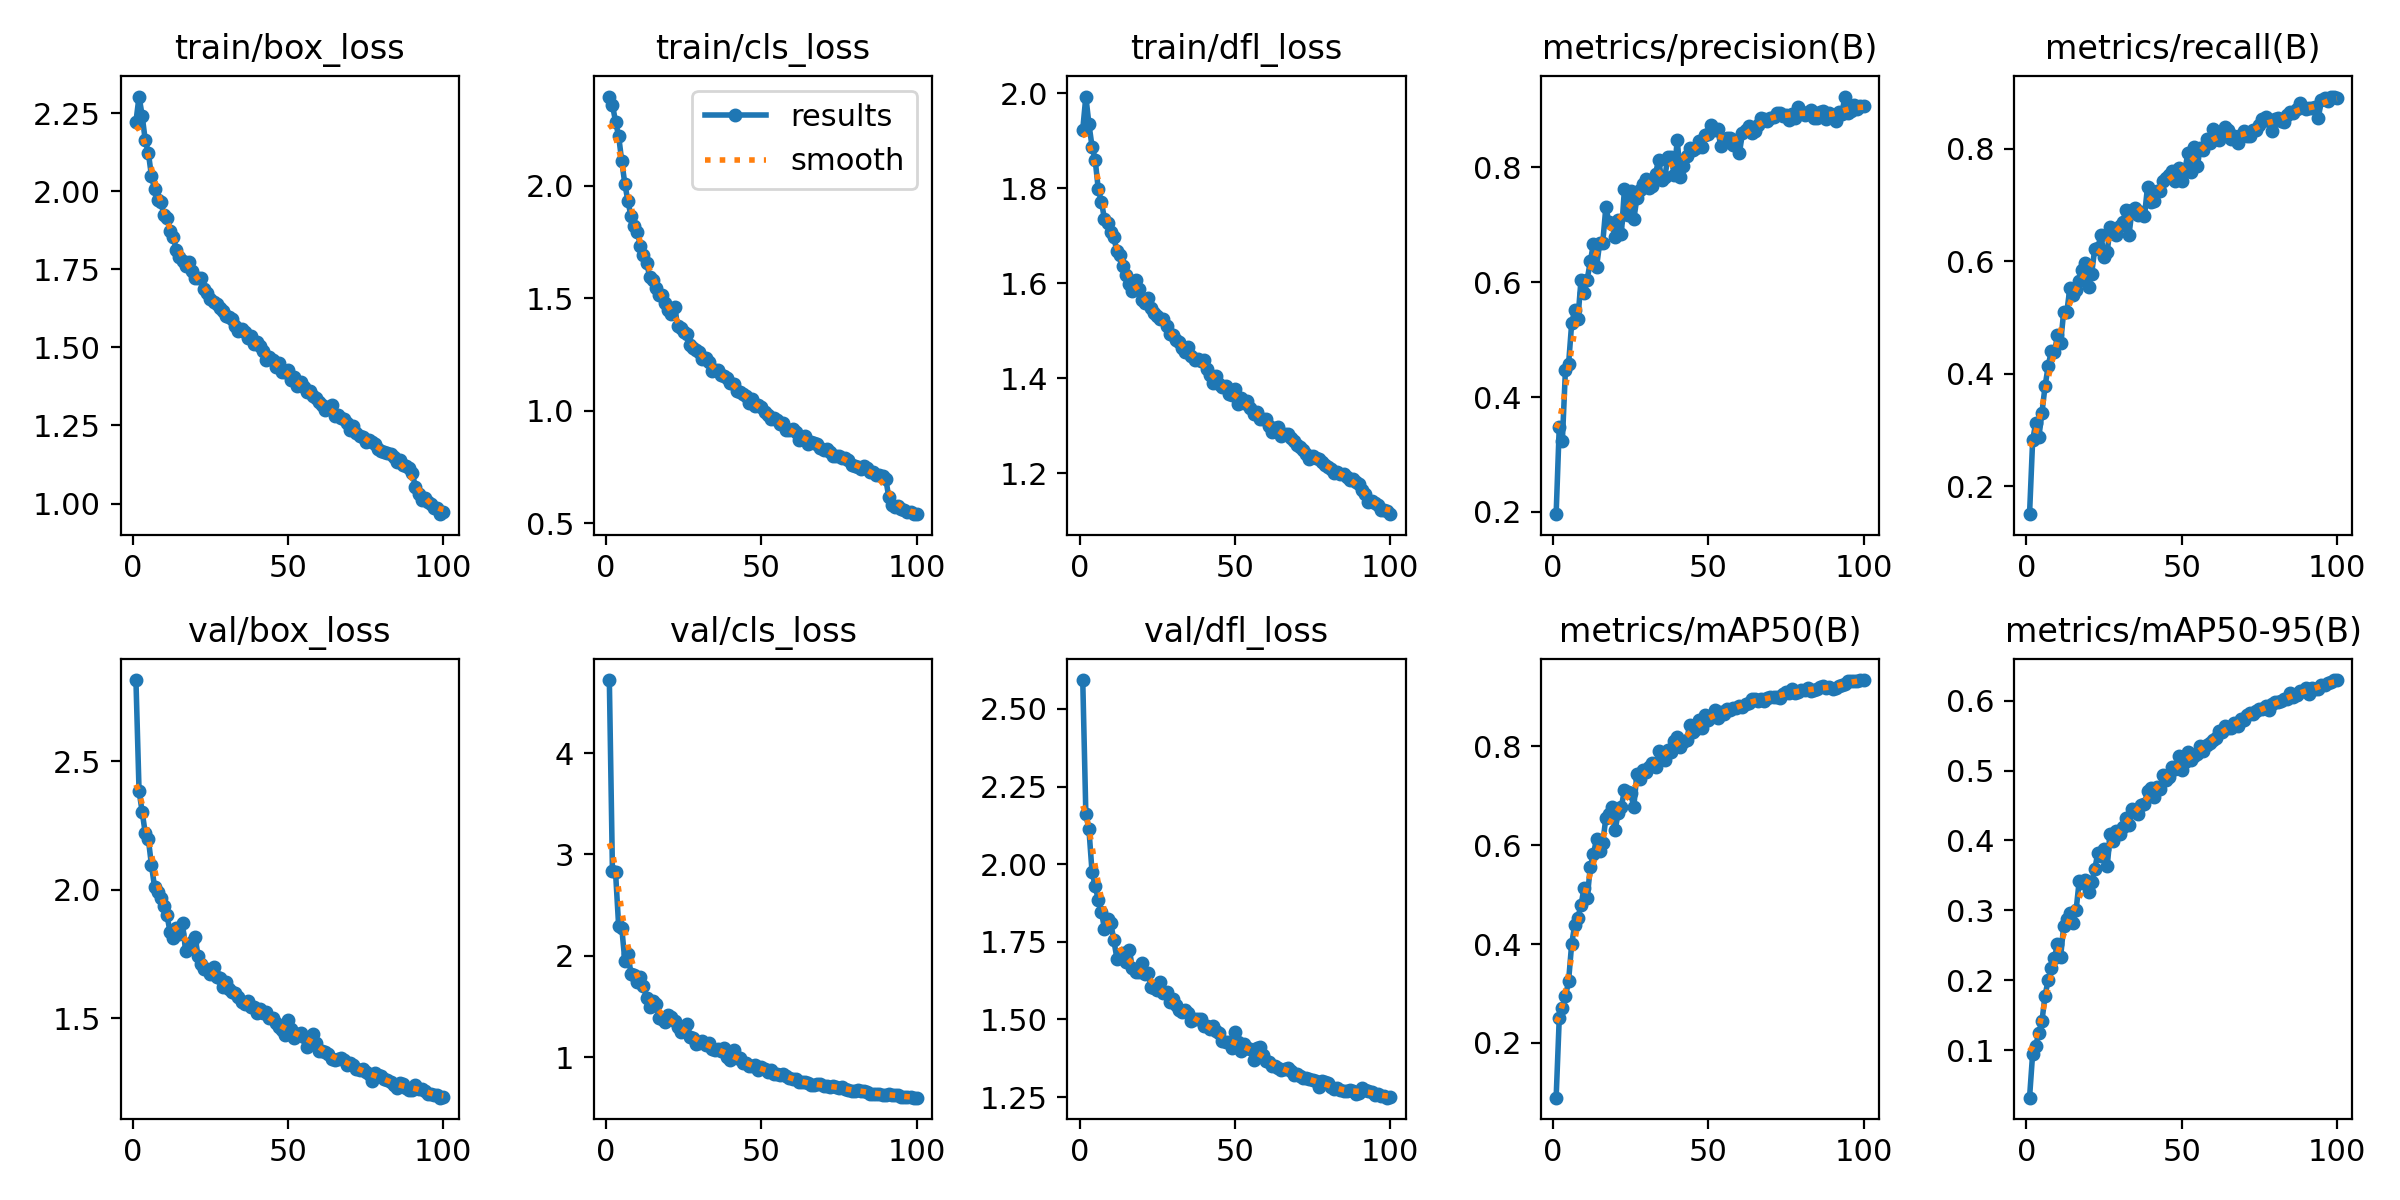 train/box_loss
2.25
2.00
1.75
1.50
1.25
1.00
0 50 100
train/cls_loss
results
smooth
2.0
1.5
1.0
0.5
0 50 100
train/dfl_loss
2.0
1.8
1.6
1.4
1.2
0 50 100
metrics/precision(B)
0.8
0.6
0.4
0.2
0 50 100
metrics/recall(B)
0.8
0.6
0.4
0.2
0 50 100
val/box_loss
2.5
2.0
1.5
0 50 100
val/cls_loss
4
3
2
1
0 50 100
val/dfl_loss
2.50
2.25
2.00
1.75
1.50
1.25
0 50 100
metrics/mAP50(B)
0.8
0.6
0.4
0.2
0 50 100
metrics/mAP50-95(B)
0.6
0.5
0.4
0.3
0.2
0.1
0 50 100